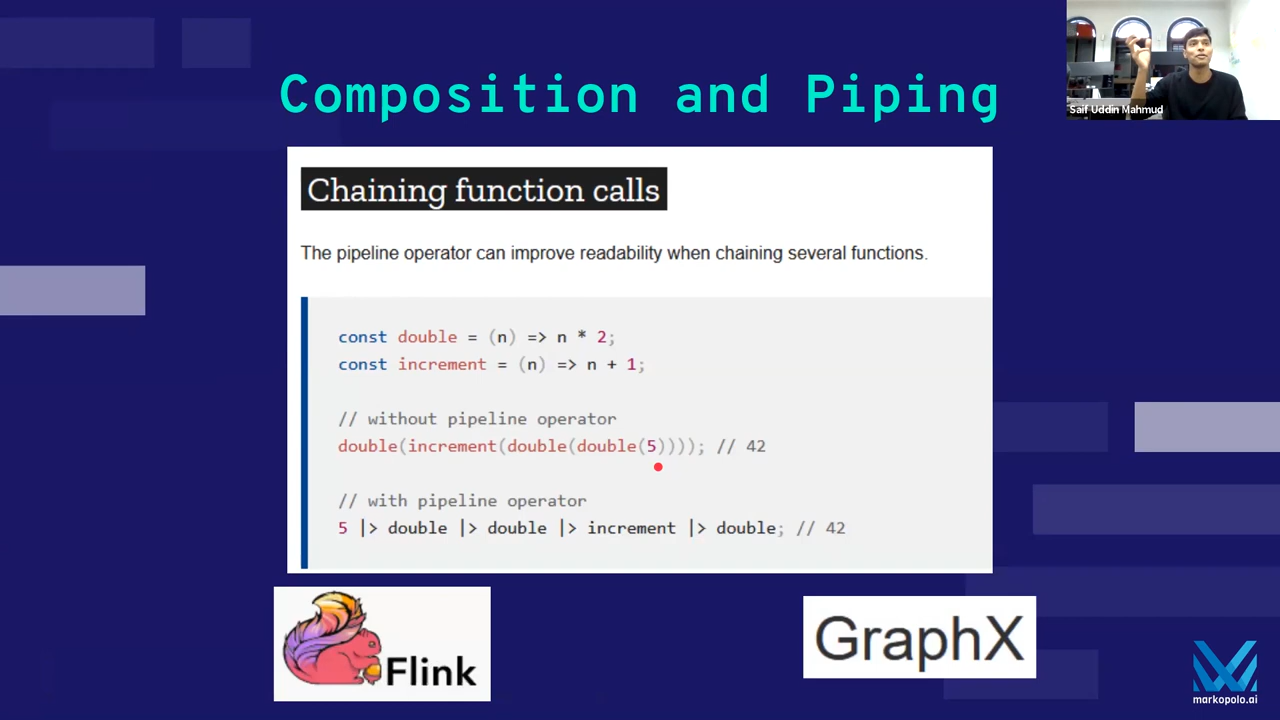 Composition and Piping
Saif Uddin Mahmud
Chaining function calls
The pipeline operator can improve readability when chaining several functions.
const double = (n) => n * 2;
const increment = (n) => n + 1;
// without pipeline operator
double(increment(double(double(5)))); // 42
// with pipeline operator
5 |> double |> double |> increment |> double; // 42
Flink
GraphX
markopolo.ai